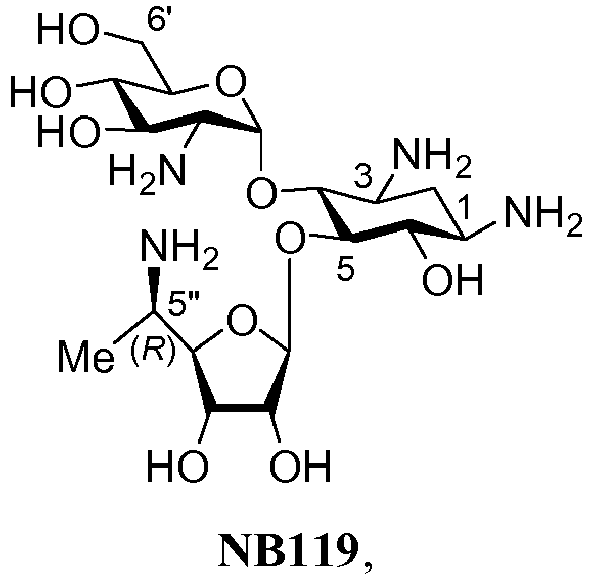 HO 6'
HO O
HO
H₂N NH₂
O 3 1 NH₂
O 5 OH
NH₂
5"
O
Me (R)
HO OH
NB119,